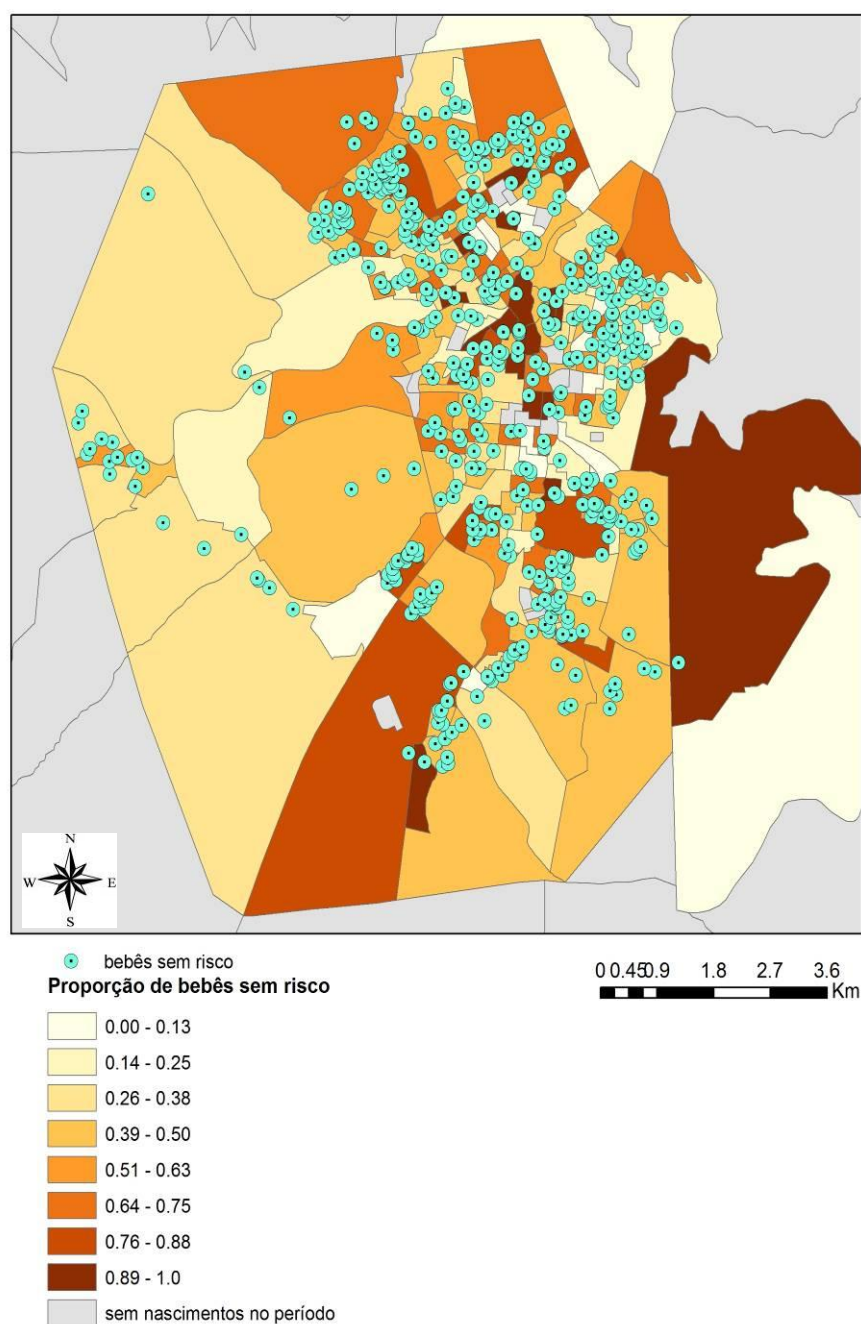 N
W E
S
bebês sem risco
Proporção de bebês sem risco
0.00 - 0.13
0.14 - 0.25
0.26 - 0.38
0.39 - 0.50
0.51 - 0.63
0.64 - 0.75
0.76 - 0.88
0.89 - 1.0
sem nascimentos no período
0 0.45 0.9 1.8 2.7 3.6
Km